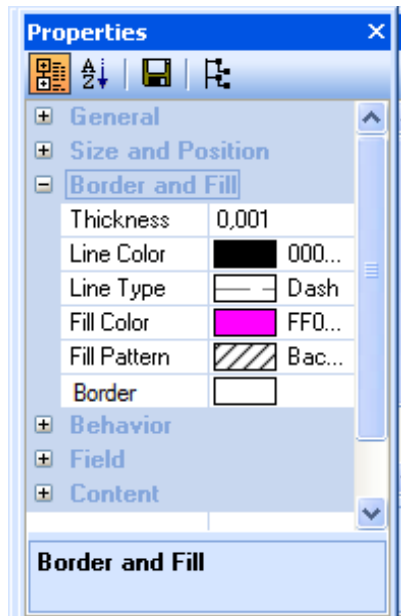 Properties
General
Size and Position
Border and Fill
Thickness 0,001
Line Color 000...
Line Type Dash
Fill Color FF0...
Fill Pattern Bac...
Border
Behavior
Field
Content
Border and Fill